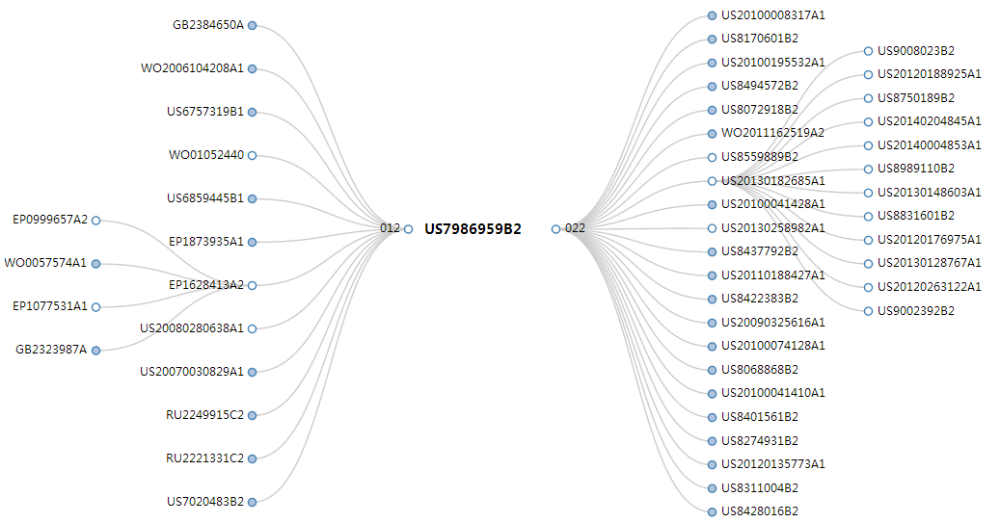 EP0999657A2
WO0057574A1
EP1077531A1
GB2323987A
GB2384650A
WO2006104208A1
US6757319B1
WO01052440
US6859445B1
EP1873935A1
EP1628413A2
US20080280638A1
US20070030829A1
RU2249915C2
RU2221331C2
US7020483B2
012
US7986959B2
022
US20100008317A1
US8170601B2
US20100195532A1
US8494572B2
US8072918B2
WO2011162519A2
US8559889B2
US20130182685A1
US20100041428A1
US20130258982A1
US8437792B2
US20110188427A1
US8422383B2
US20090325616A1
US20100074128A1
US8068868B2
US20100041410A1
US8401561B2
US8274931B2
US20120135773A1
US8311004B2
US8428016B2
US9008023B2
US20120188925A1
US8750189B2
US20140204845A1
US20140004853A1
US8989110B2
US20130148603A1
US8831601B2
US20120176975A1
US20130128767A1
US20120263122A1
US9002392B2